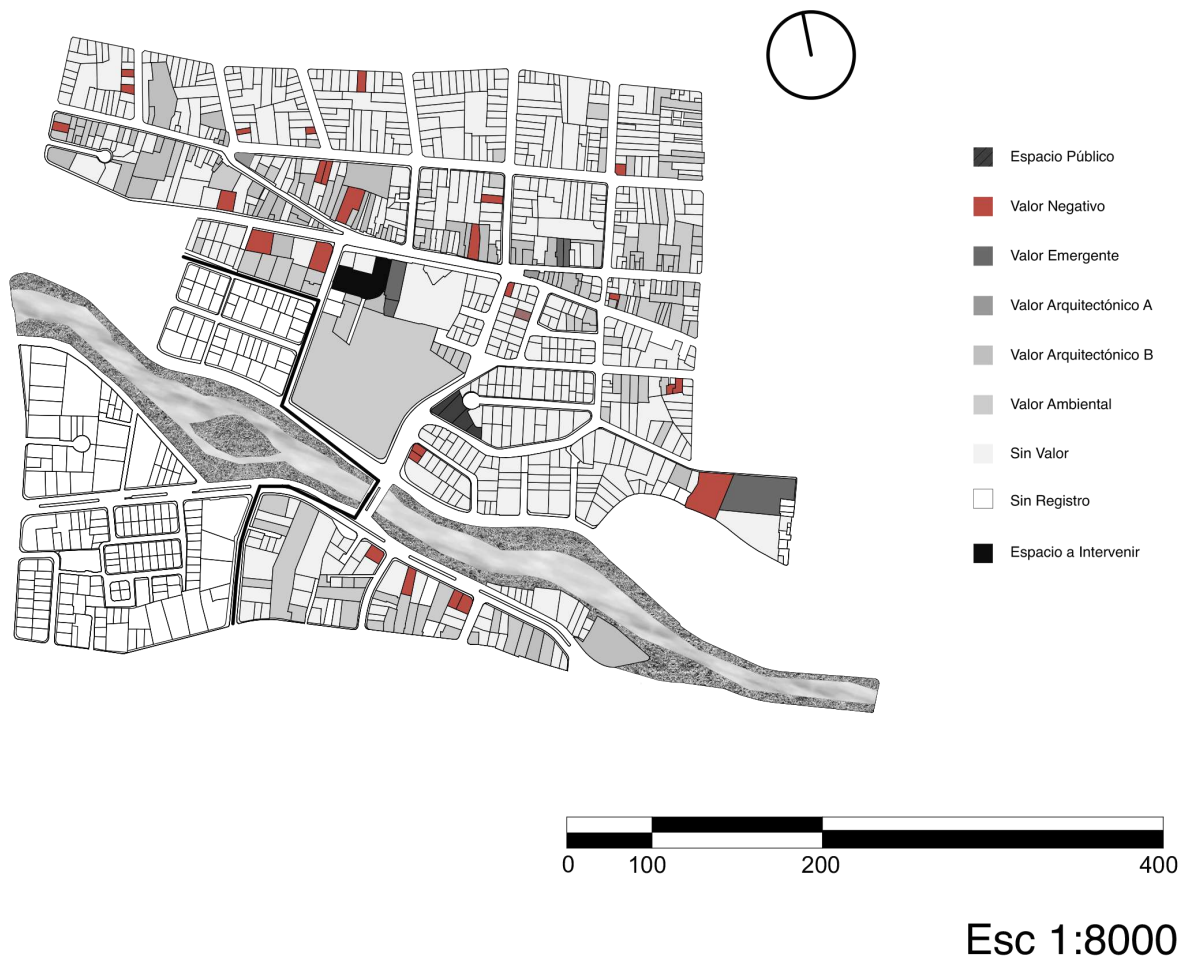 Espacio Público
Valor Negativo
Valor Emergente
Valor Arquitectónico A
Valor Arquitectónico B
Valor Ambiental
Sin Valor
Sin Registro
Espacio a Intervenir
0 100 200 400
Esc 1:8000